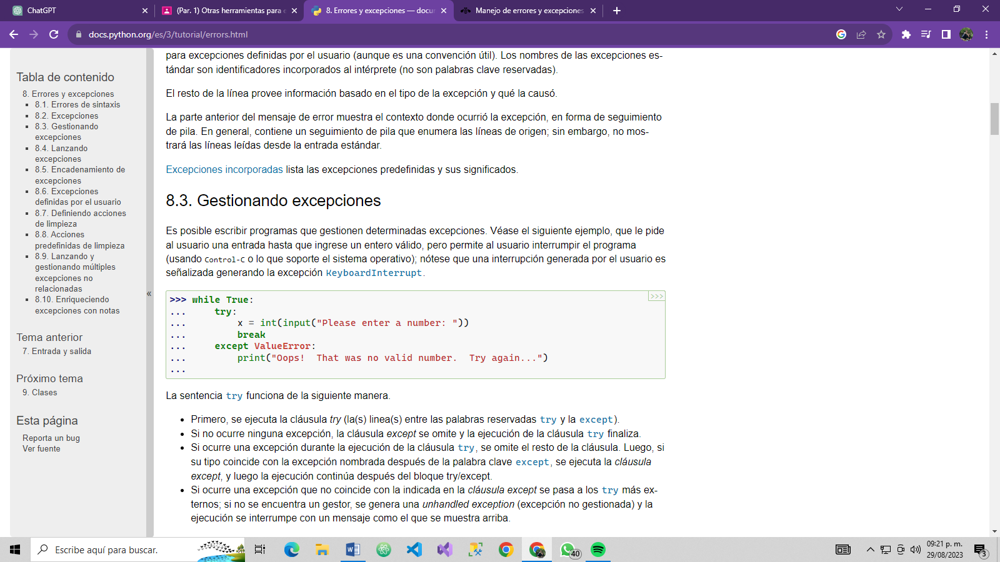 ChatGPT
(Par. 1) Otras herramientas para e
8. Errores y excepciones — docur
Manejo de errores y excepciones
docs.python.org/es/3/tutorial/errors.html
Tabla de contenido
8. Errores y excepciones
8.1. Errores de sintaxis
8.2. Excepciones
8.3. Gestionando
excepciones
8.4. Lanzando
excepciones
8.5. Encadenamiento de
excepciones
8.6. Excepciones
definidas por el usuario
8.7. Definiendo acciones
de limpieza
8.8. Acciones
predefinidas de limpieza
8.9. Lanzando y
gestionando múltiples
excepciones no
relacionadas
8.10. Enriqueciendo
excepciones con notas
Tema anterior
7. Entrada y salida
Próximo tema
9. Clases
Esta página
Reporta un bug
Ver fuente
«
para excepciones definidas por el usuario (aunque es una convención útil). Los nombres de las excepciones es-
tándar son identificadores incorporados al intérprete (no son palabras clave reservadas).
El resto de la línea provee información basado en el tipo de la excepción y qué la causó.
La parte anterior del mensaje de error muestra el contexto donde ocurrió la excepción, en forma de seguimiento
de pila. En general, contiene un seguimiento de pila que enumera las líneas de origen; sin embargo, no mos-
trará las líneas leídas desde la entrada estándar.
Excepciones incorporadas lista las excepciones predefinidas y sus significados.
8.3. Gestionando excepciones
Es posible escribir programas que gestionen determinadas excepciones. Véase el siguiente ejemplo, que le pide
al usuario una entrada hasta que ingrese un entero válido, pero permite al usuario interrumpir el programa
(usando Control-C o lo que soporte el sistema operativo); nótese que una interrupción generada por el usuario es
señalizada generando la excepción KeyboardInterrupt.
>>>
>>> while True:
...     try:
...         x = int(input("Please enter a number: "))
...         break
...     except ValueError:
...         print("Oops!  That was no valid number.  Try again...")
...
La sentencia try funciona de la siguiente manera.
• Primero, se ejecuta la cláusula try (la(s) linea(s) entre las palabras reservadas try y la except).
• Si no ocurre ninguna excepción, la cláusula except se omite y la ejecución de la cláusula try finaliza.
• Si ocurre una excepción durante la ejecución de la cláusula try, se omite el resto de la cláusula. Luego, si
su tipo coincide con la excepción nombrada después de la palabra clave except, se ejecuta la cláusula
except, y luego la ejecución continúa después del bloque try/except.
• Si ocurre una excepción que no coincide con la indicada en la cláusula except se pasa a los try más ex-
ternos; si no se encuentra un gestor, se genera una unhandled exception (excepción no gestionada) y la
ejecución se interrumpe con un mensaje como el que se muestra arriba.
Escribe aquí para buscar.
40
09:21 p. m.
29/08/2023
3